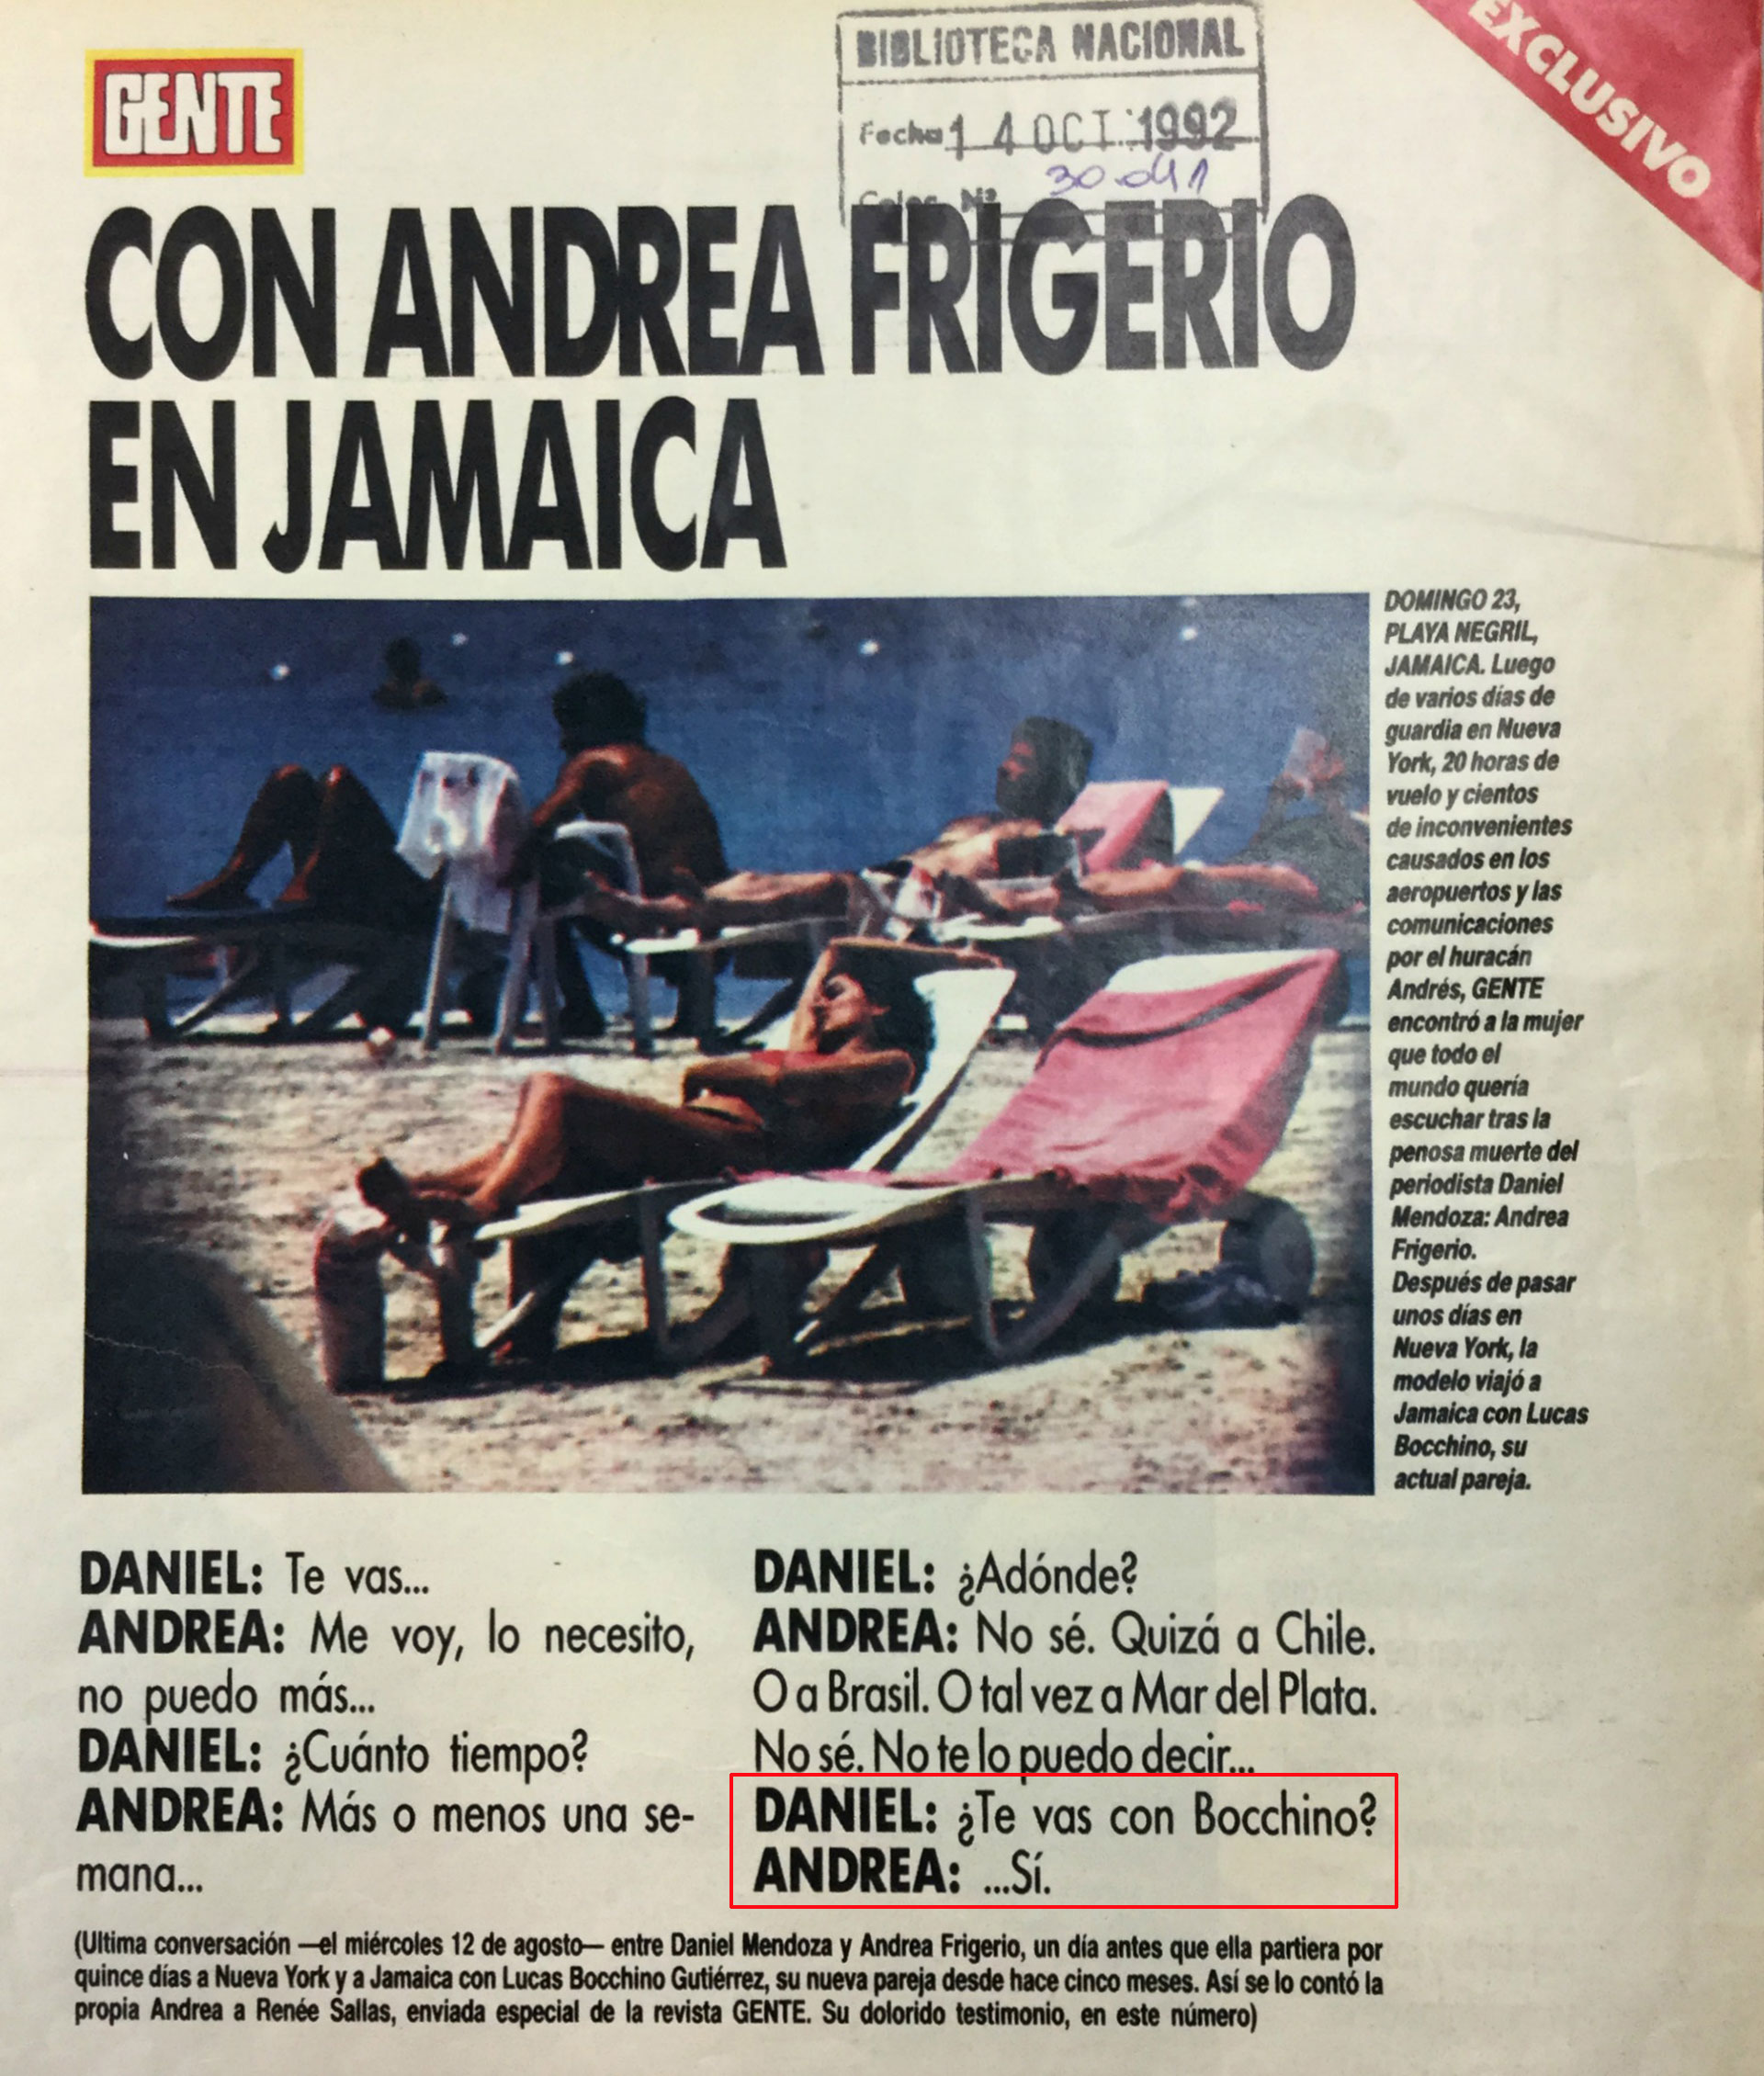 GENTE
BIBLIOTECA NACIONAL
Fecha 14 OCT. 1992
30.041
Colec. Nº
EXCLUSIVO
CON ANDREA FRIGERIO
EN JAMAICA
DOMINGO 23,
PLAYA NEGRIL,
JAMAICA. Luego
de varios días de
guardia en Nueva
York, 20 horas de
vuelo y cientos
de inconvenientes
causados en los
aeropuertos y las
comunicaciones
por el huracán
Andrés, GENTE
encontró a la mujer
que todo el
mundo quería
escuchar tras la
penosa muerte del
periodista Daniel
Mendoza: Andrea
Frigerio.
Después de pasar
unos días en
Nueva York, la
modelo viajó a
Jamaica con Lucas
Bocchino, su
actual pareja.
DANIEL: Te vas...
ANDREA: Me voy, lo necesito,
no puedo más...
DANIEL: ¿Cuánto tiempo?
ANDREA: Más o menos una se-
mana...
DANIEL: ¿Adónde?
ANDREA: No sé. Quizá a Chile.
O a Brasil. O tal vez a Mar del Plata.
No sé. No te lo puedo decir...
DANIEL: ¿Te vas con Bocchino?
ANDREA: ...Sí.
(Ultima conversación —el miércoles 12 de agosto— entre Daniel Mendoza y Andrea Frigerio, un día antes que ella partiera por
quince días a Nueva York y a Jamaica con Lucas Bocchino Gutiérrez, su nueva pareja desde hace cinco meses. Así se lo contó la
propia Andrea a Renée Sallas, enviada especial de la revista GENTE. Su dolorido testimonio, en este número)